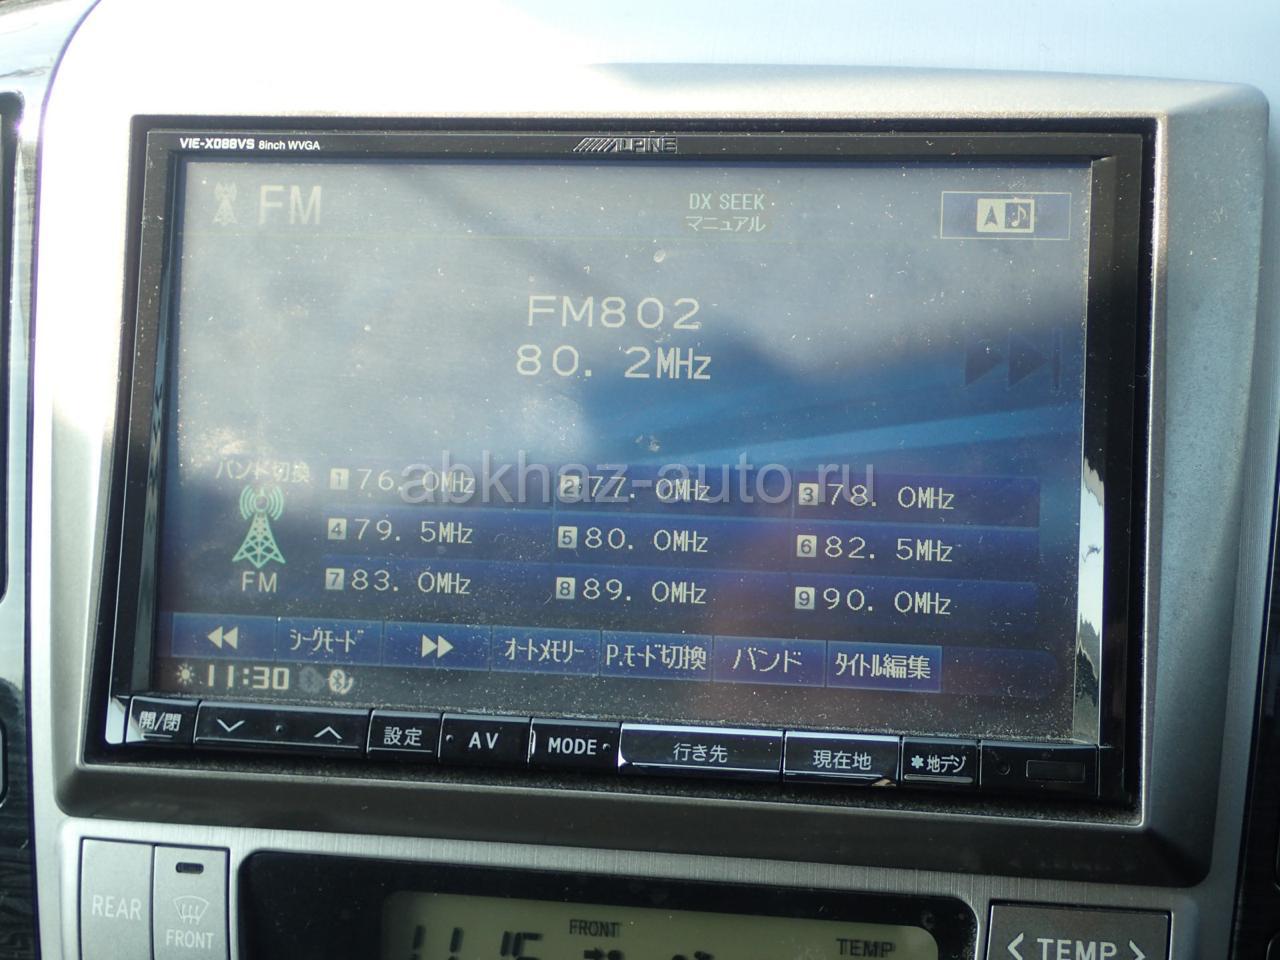 VIE-X088VS 8inch WVGA
ALPINE
FM
DX SEEK
マニュアル
FM802
80. 2MHz
バンド切換
1 76. 0MHz 2 77. 0MHz 3 78. 0MHz
abkhaz-auto.ru
4 79. 5MHz 5 80. 0MHz 6 82. 5MHz
FM
7 83. 0MHz 8 89. 0MHz 9 90. 0MHz
シークモード オートメモリー P.モード切換 バンド タイトル編集
11:30
開/閉 設定 AV MODE 行き先 現在地 *地デジ
REAR
FRONT
FRONT
TEMP
< TEMP >